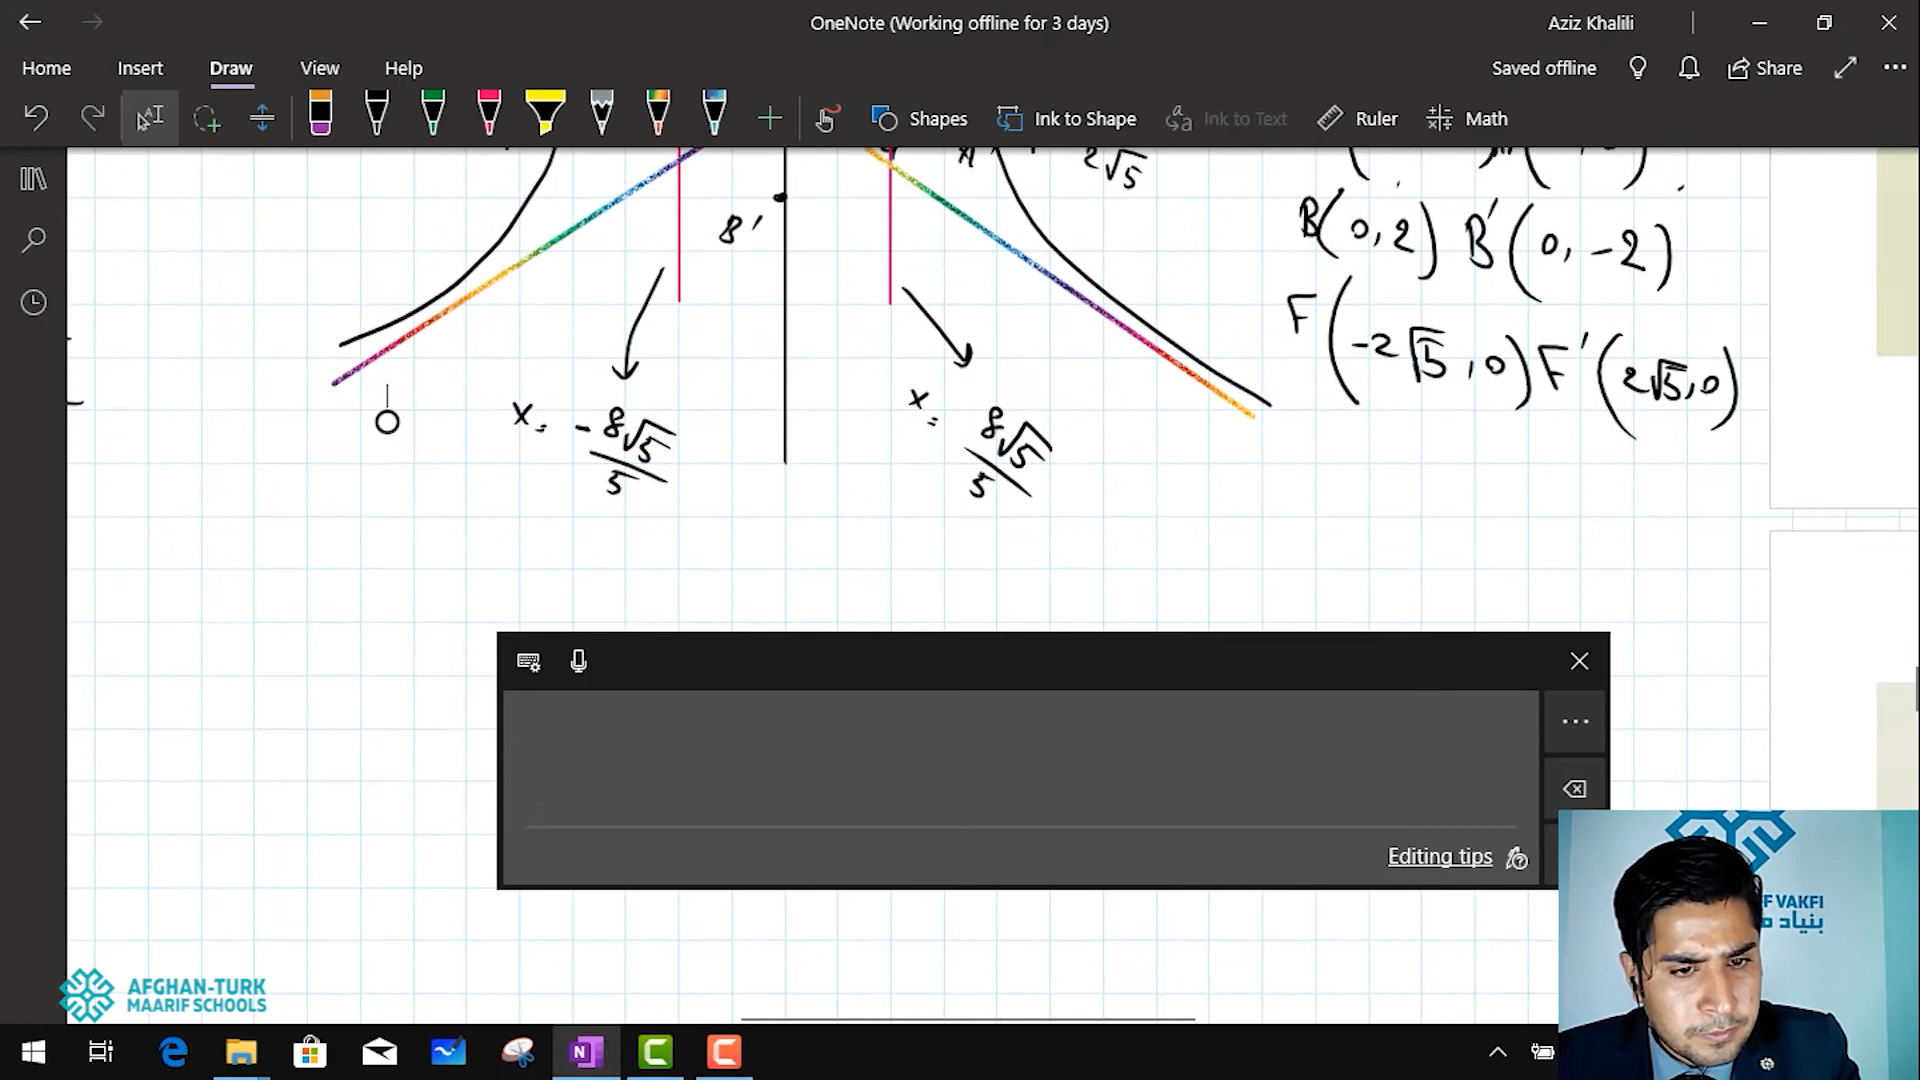 OneNote (Working offline for 3 days)
Aziz Khalili
Home Insert Draw View Help
Saved offline Share
Shapes Ink to Shape Ink to Text Ruler Math
2√5
B(0,2) B'(0,-2)
8'
F(-2√5,0) F'(2√5,0)
x = -8√5/5
x = 8√5/5
Editing tips
F VAKFI
AFGHAN-TURK
MAARIF SCHOOLS